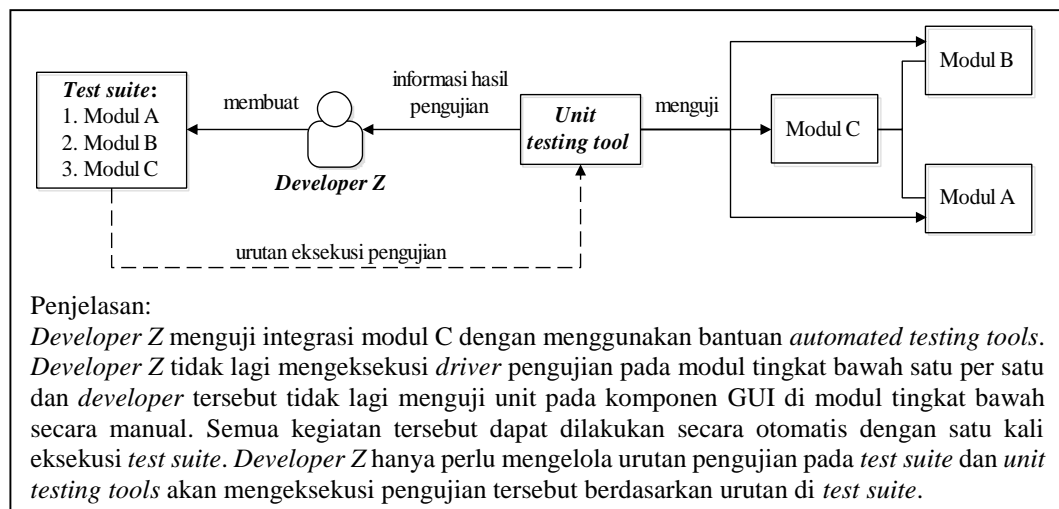 Test suite:
1. Modul A
2. Modul B
3. Modul C
membuat
Developer Z
informasi hasil
pengujian
Unit
testing tool
menguji
Modul B
Modul C
Modul A
urutan eksekusi pengujian
Penjelasan:
Developer Z menguji integrasi modul C dengan menggunakan bantuan automated testing tools.
Developer Z tidak lagi mengeksekusi driver pengujian pada modul tingkat bawah satu per satu
dan developer tersebut tidak lagi menguji unit pada komponen GUI di modul tingkat bawah
secara manual. Semua kegiatan tersebut dapat dilakukan secara otomatis dengan satu kali
eksekusi test suite. Developer Z hanya perlu mengelola urutan pengujian pada test suite dan unit
testing tools akan mengeksekusi pengujian tersebut berdasarkan urutan di test suite.